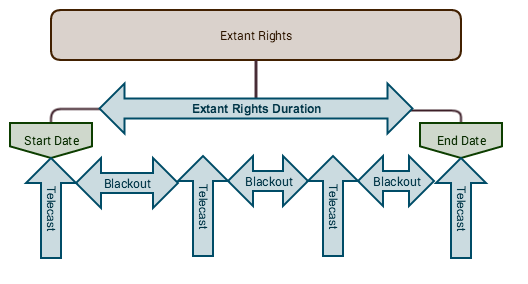 Extant Rights
Extant Rights Duration
Start Date
End Date
Blackout
Blackout
Blackout
Telecast
Telecast
Telecast
Telecast